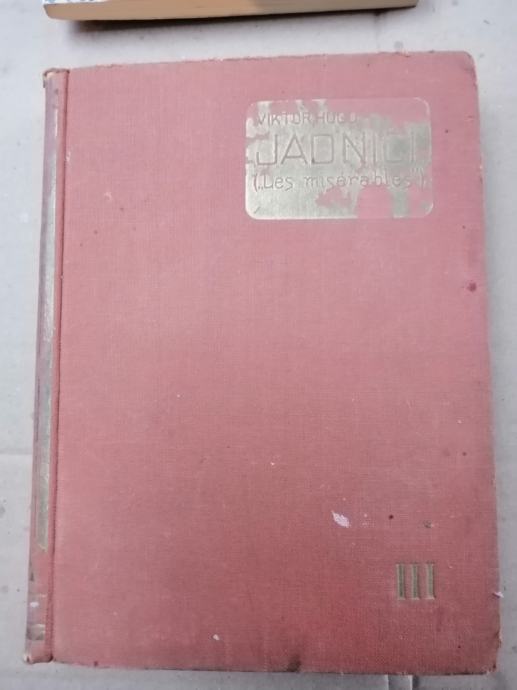 VIKTOR HUGO
JADNICI
(„Les misérables”)
III